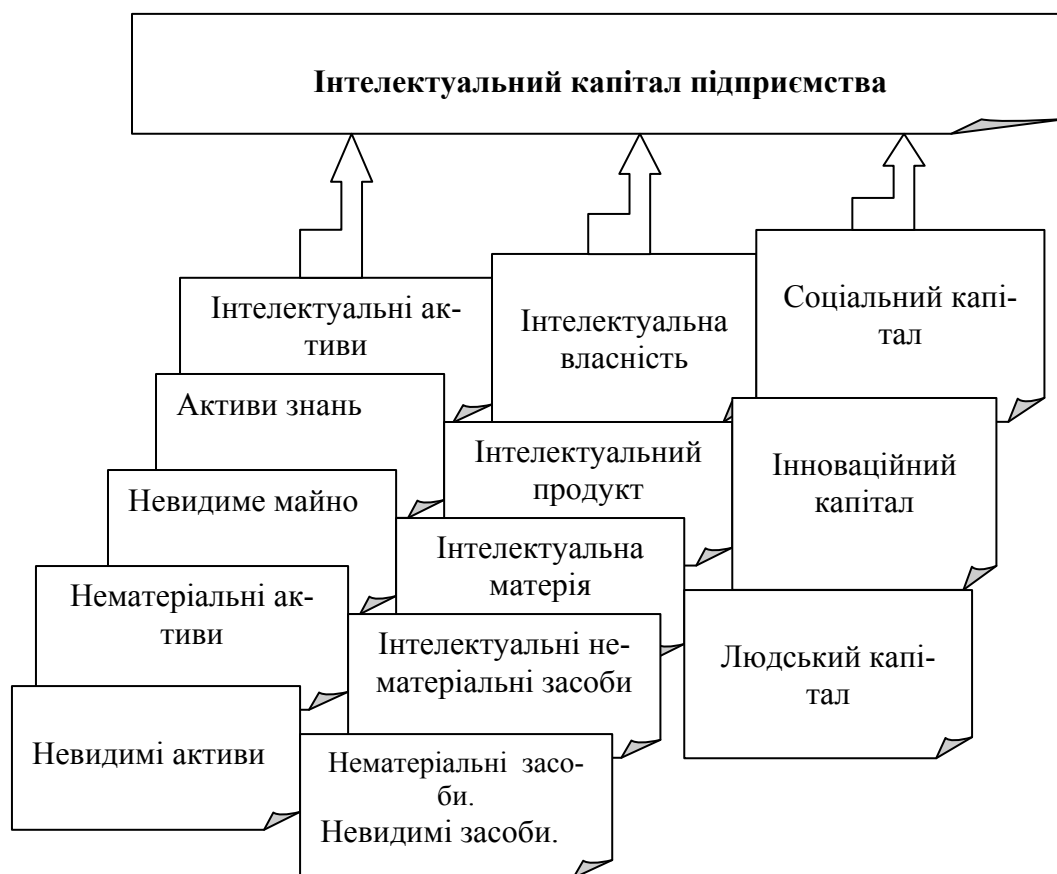 Інтелектуальний капітал підприємства
Інтелектуальні ак-
тиви
Активи знань
Невидиме майно
Нематеріальні ак-
тиви
Невидимі активи
Інтелектуальна
власність
Інтелектуальний
продукт
Інтелектуальна
матерія
Інтелектуальні не-
матеріальні засоби
Нематеріальні засо-
би.
Невидимі засоби.
Соціальний капі-
тал
Інноваційний
капітал
Людський капі-
тал